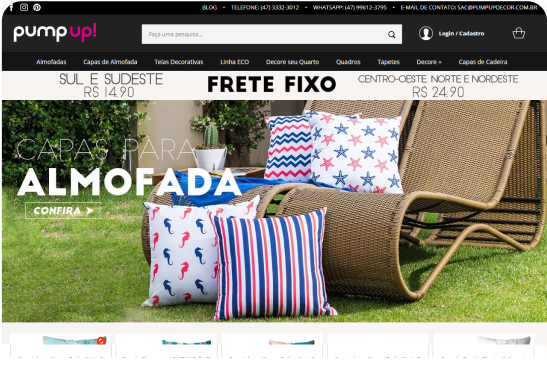 BLOG • TELEFONE: (47) 3332-3012 • WHATSAPP: (47) 99612-3795 • E-MAIL DE CONTATO: SAC@PUMPUPDECOR.COM.BR
pump up!
Faça uma pesquisa...
Login / Cadastro
Almofadas Capas de Almofada Telas Decorativas Linha ECO Decore seu Quarto Quadros Tapetes Decore + Capas de Cadeira
SUL E SUDESTE
R$ 14,90
FRETE FIXO
CENTRO-OESTE, NORTE E NORDESTE
R$ 24,90
CAPAS PARA
ALMOFADA
CONFIRA